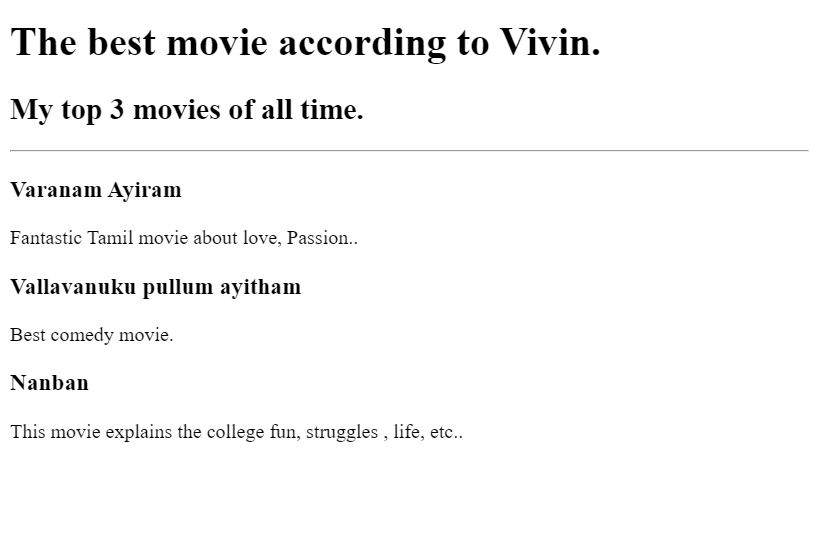 The best movie according to Vivin.
My top 3 movies of all time.
Varanam Ayiram
Fantastic Tamil movie about love, Passion..
Vallavanuku pullum ayitham
Best comedy movie.
Nanban
This movie explains the college fun, struggles , life, etc..